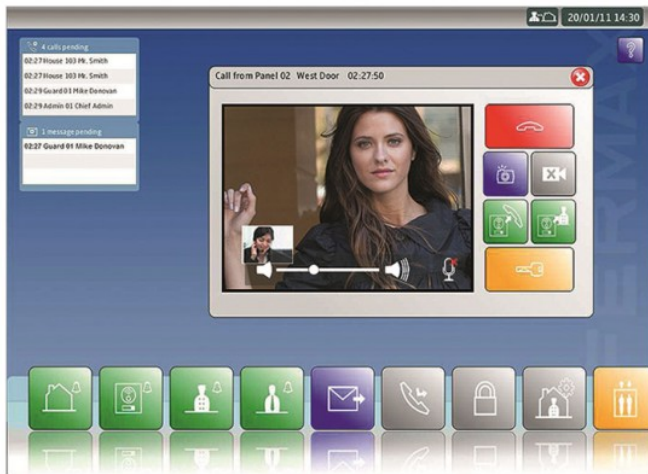 20/01/11 14:30
4 calls pending
02:27 House 103 Mr. Smith
02:27 House 103 Mr. Smith
02:29 Guard 01 Mike Donovan
02:29 Admin 01 Chief Admin
1 message pending
02:27 Guard 01 Mike Donovan
Call from Panel 02 West Door 02:27:50
?
FERMAX